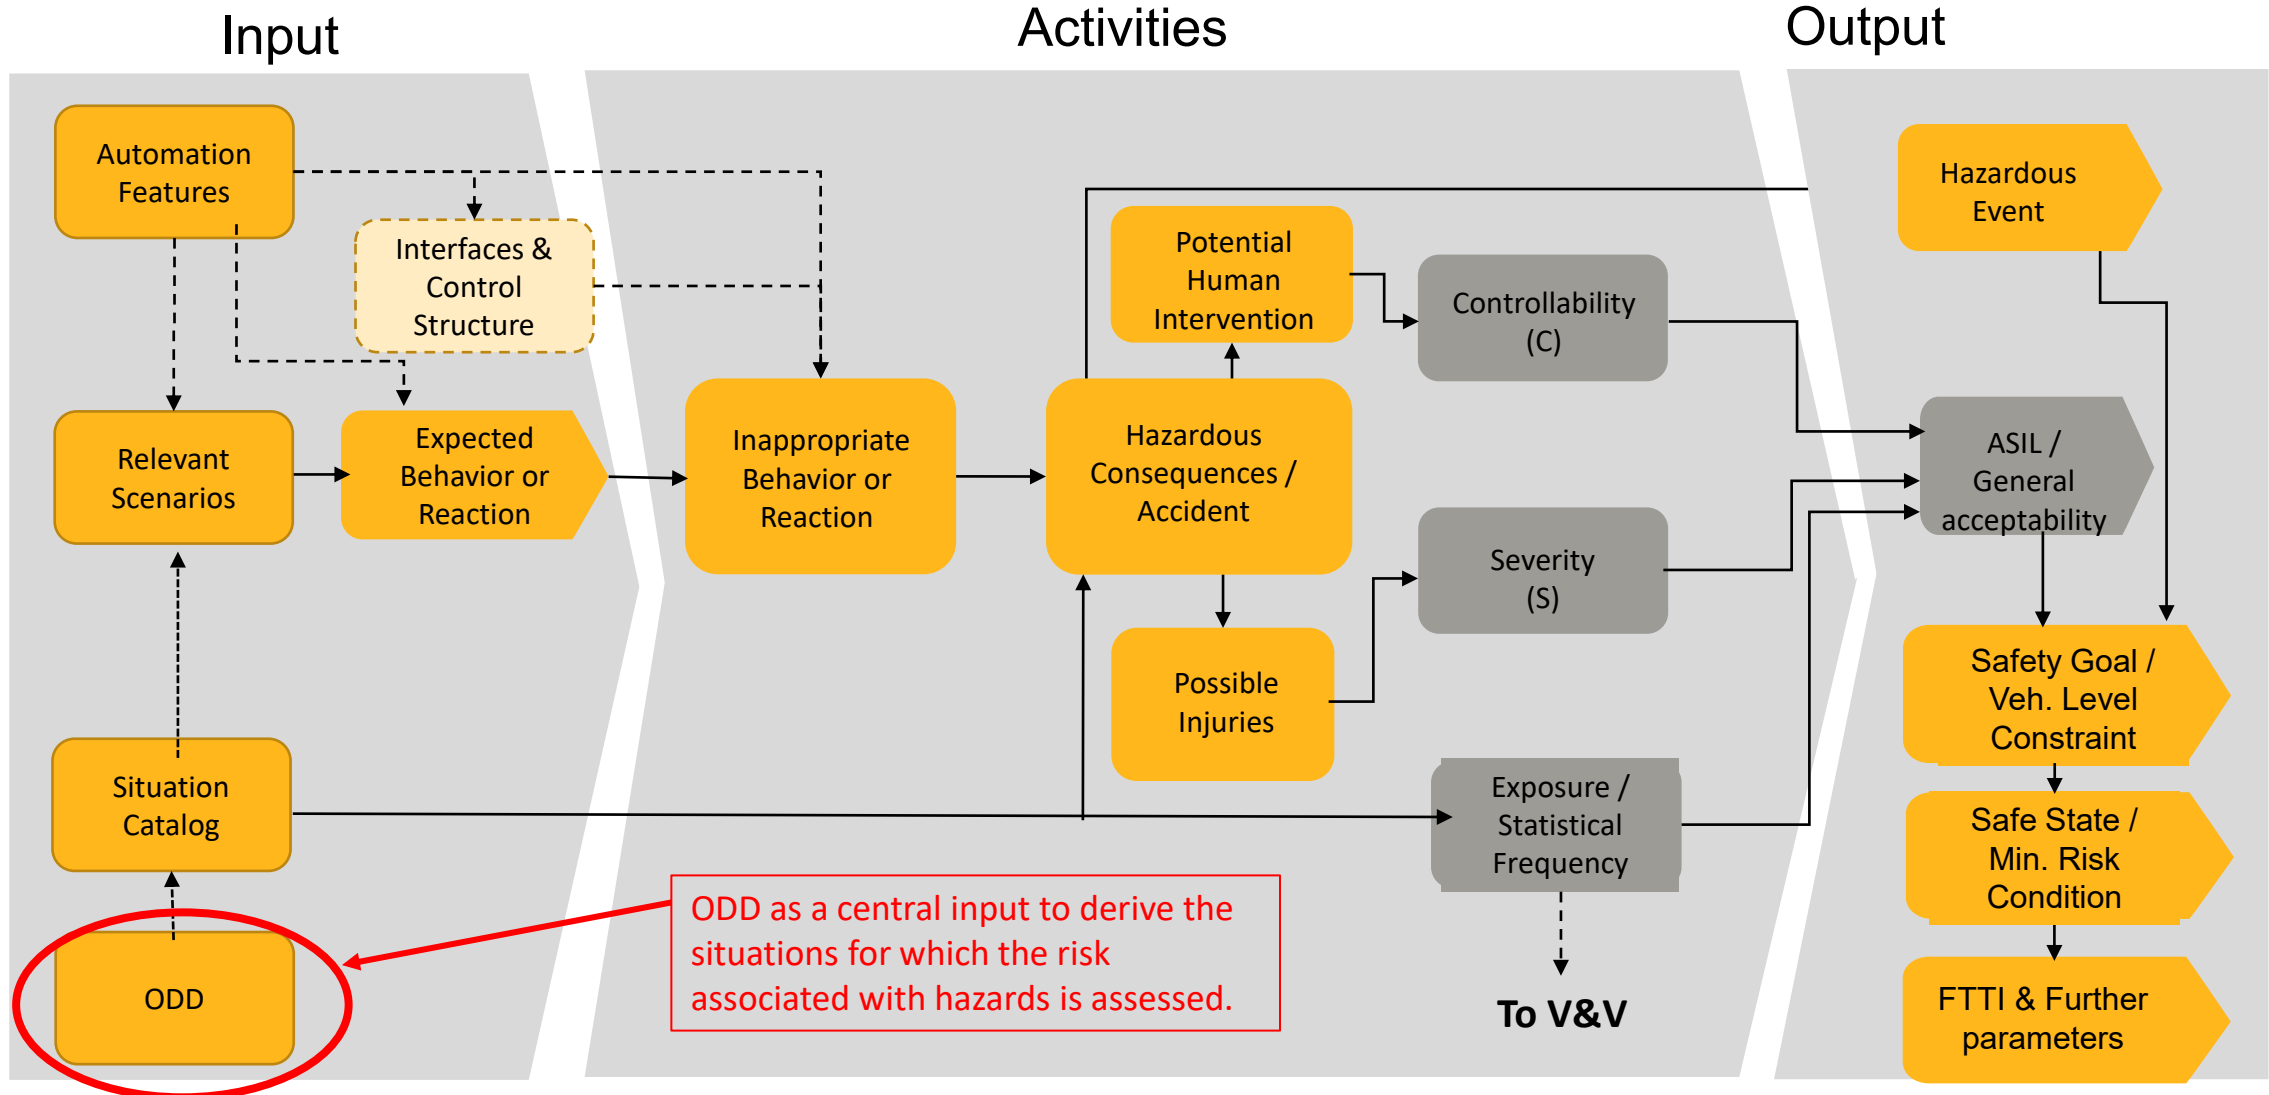 Input
Activities
Output
Automation
Features
Interfaces &
Control
Structure
Relevant
Scenarios
Expected
Behavior or
Reaction
Situation
Catalog
ODD
Inappropriate
Behavior or
Reaction
Hazardous
Consequences /
Accident
Potential
Human
Intervention
Possible
Injuries
Controllability
(C)
Severity
(S)
Exposure /
Statistical
Frequency
To V&V
ODD as a central input to derive the
situations for which the risk
associated with hazards is assessed.
Hazardous
Event
ASIL /
General
acceptability
Safety Goal /
Veh. Level
Constraint
Safe State /
Min. Risk
Condition
FTTI & Further
parameters